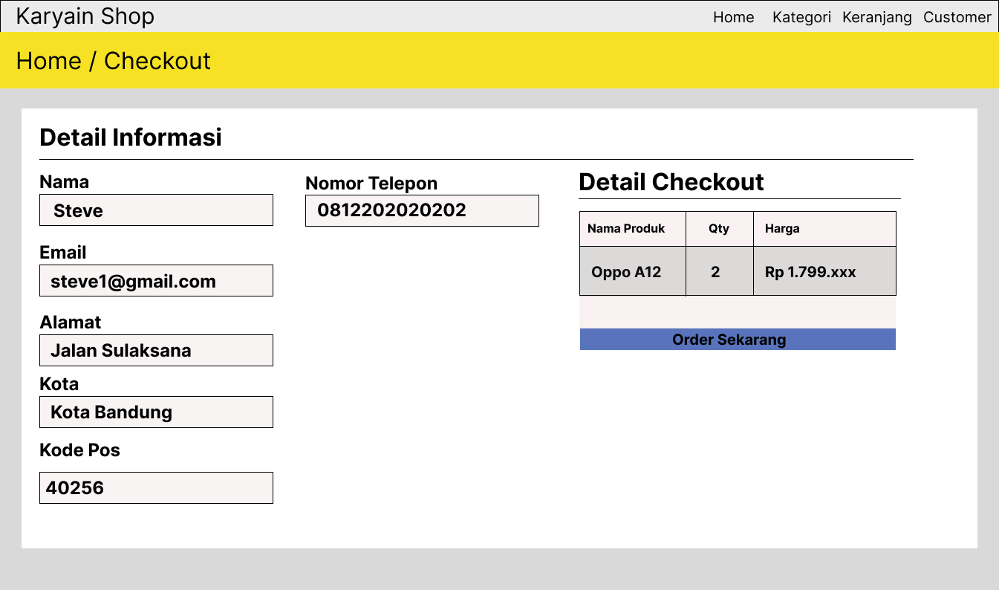 Karyain Shop
Home Kategori Keranjang Customer
Home / Checkout
Detail Informasi
Nama
Steve
Email
steve1@gmail.com
Alamat
Jalan Sulaksana
Kota
Kota Bandung
Kode Pos
40256
Nomor Telepon
0812202020202
Detail Checkout
Nama Produk Qty Harga
Oppo A12 2 Rp 1.799.xxx
Order Sekarang